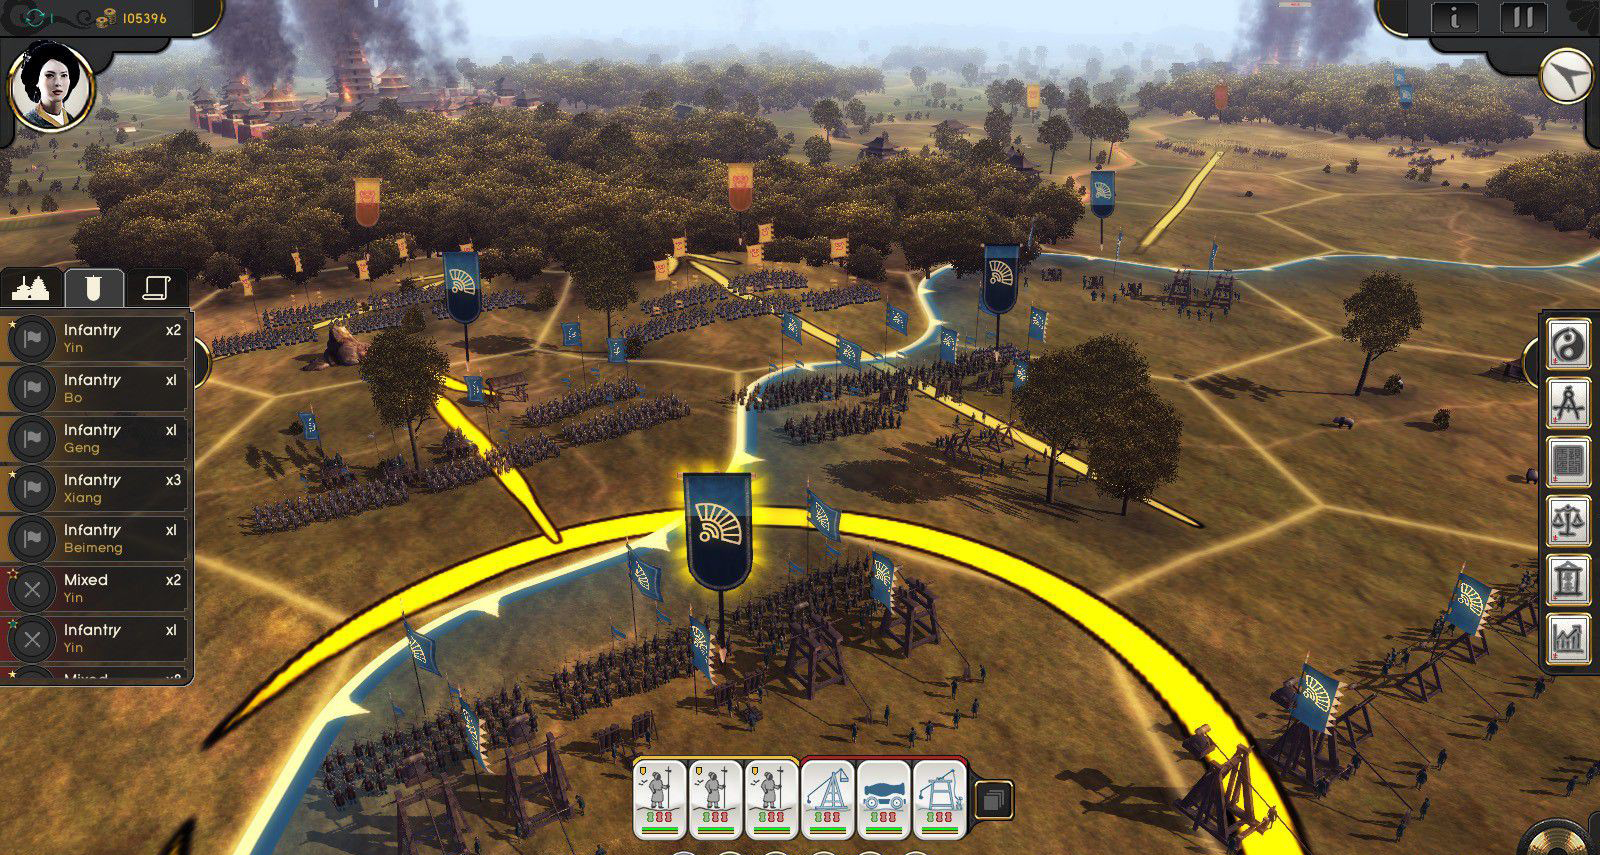 105396
Infantry x2
Yin
Infantry x1
Bo
Infantry x1
Geng
Infantry x3
Xiang
Infantry x1
Beimeng
Mixed x2
Yin
Infantry x1
Yin
Mixed